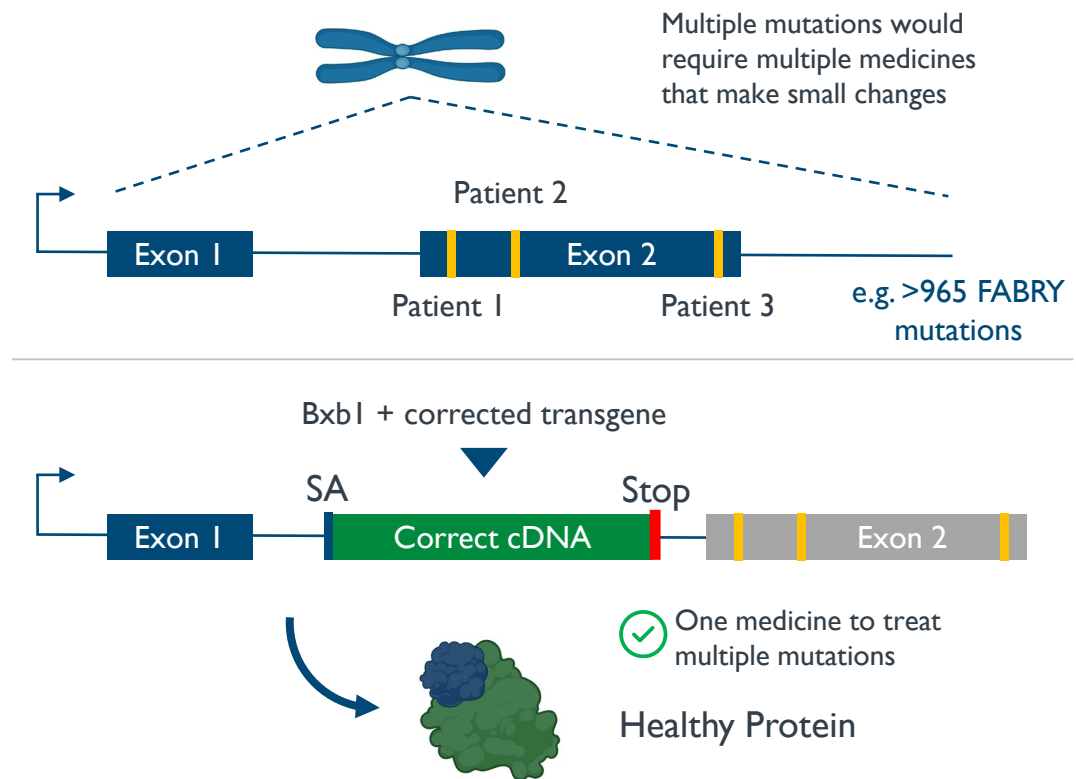 Multiple mutations would
require multiple medicines
that make small changes
Patient 2
Exon 1
Exon 2
Patient 1
Patient 3
e.g. >965 FABRY
mutations
Bxb1 + corrected transgene
SA
Stop
Exon 1
Correct cDNA
Exon 2
One medicine to treat
multiple mutations
Healthy Protein